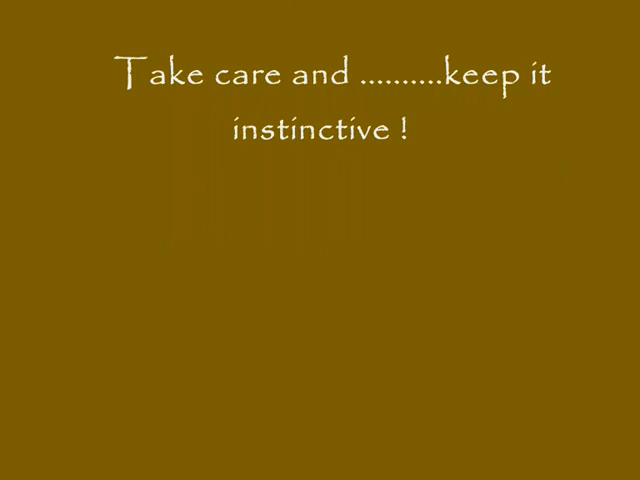 Take care and ..........keep it
instinctive !